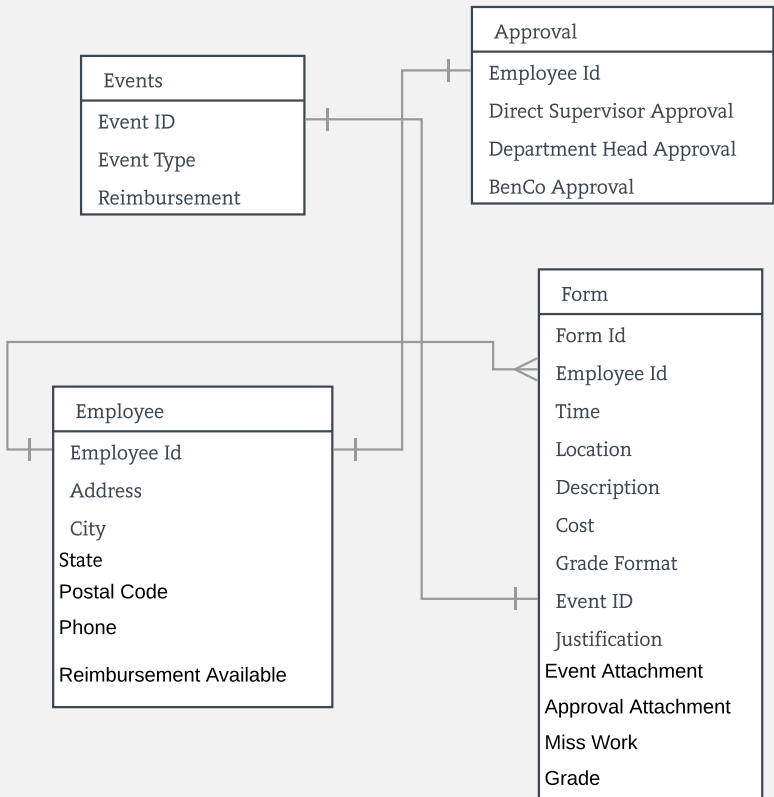 Approval
Employee Id
Direct Supervisor Approval
Department Head Approval
BenCo Approval
Events
Event ID
Event Type
Reimbursement
Form
Form Id
Employee Id
Time
Location
Description
Cost
Grade Format
Event ID
Justification
Event Attachment
Approval Attachment
Miss Work
Grade
Employee
Employee Id
Address
City
State
Postal Code
Phone
Reimbursement Available